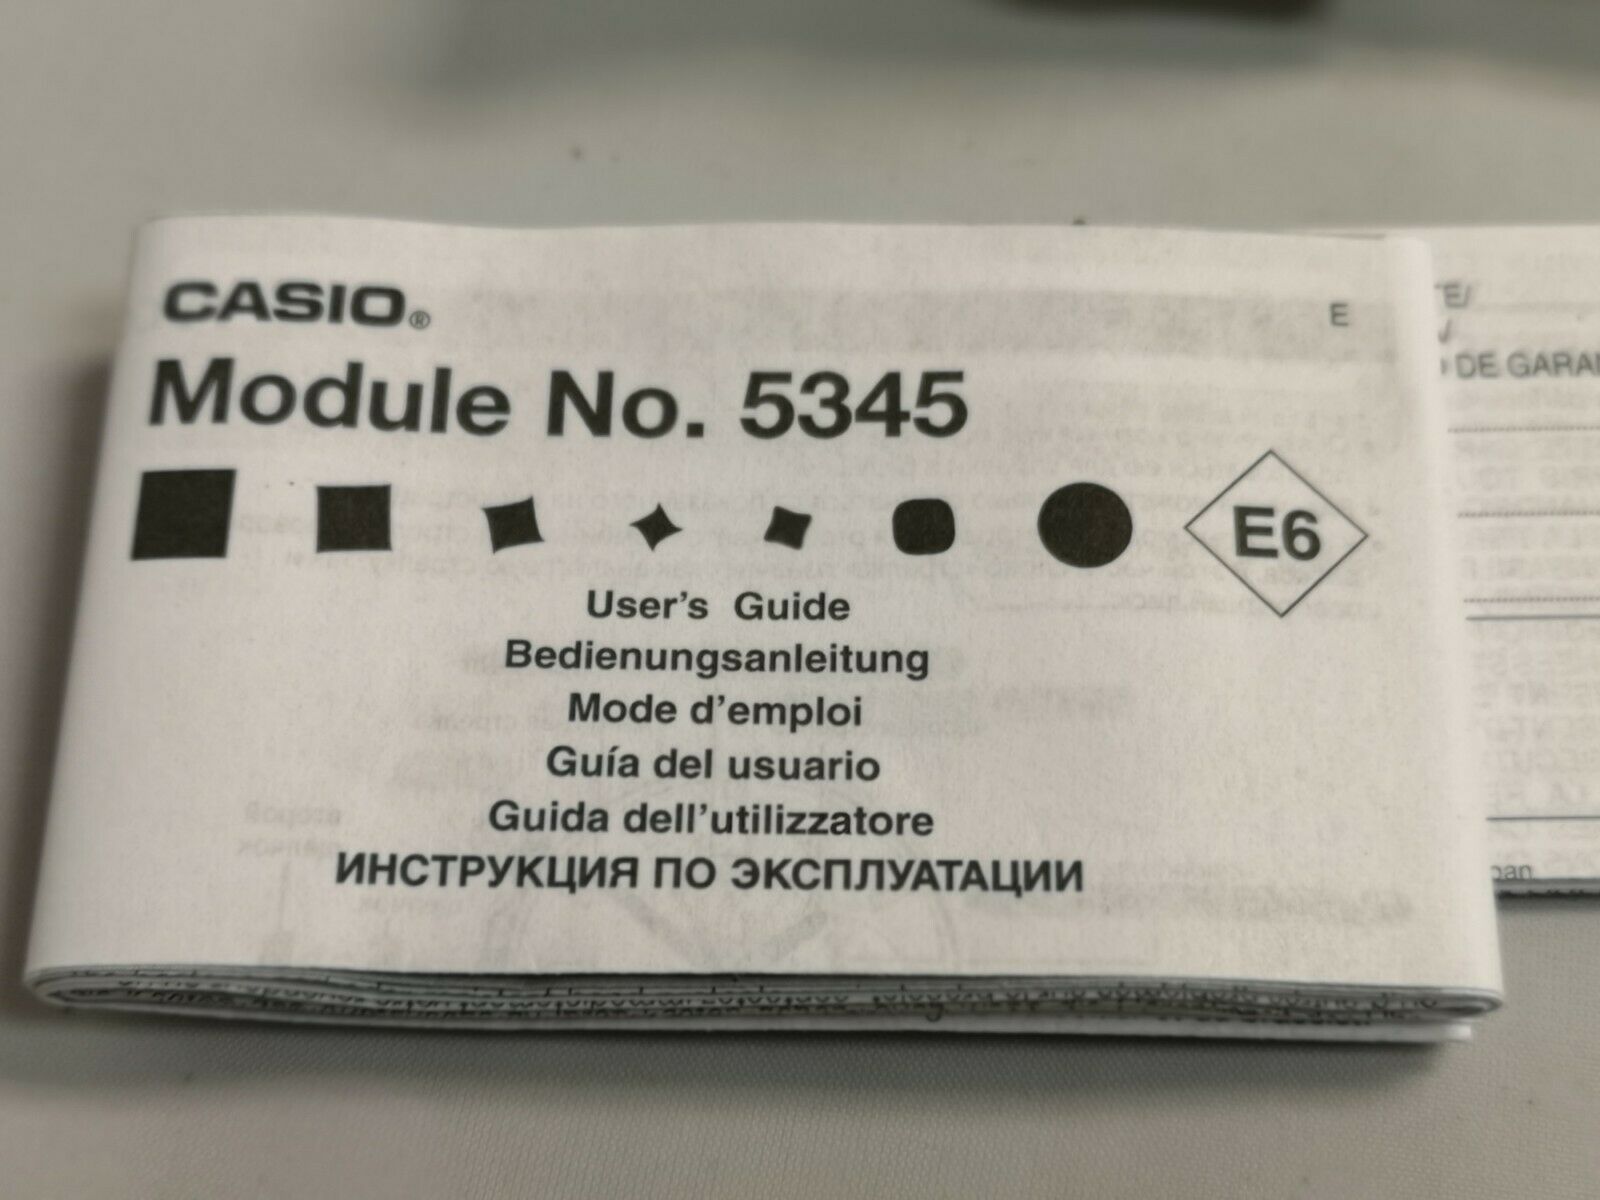 CASIO®
E
Module No. 5345
E6
User's Guide
Bedienungsanleitung
Mode d'emploi
Guía del usuario
Guida dell'utilizzatore
ИНСТРУКЦИЯ ПО ЭКСПЛУАТАЦИИ
DE